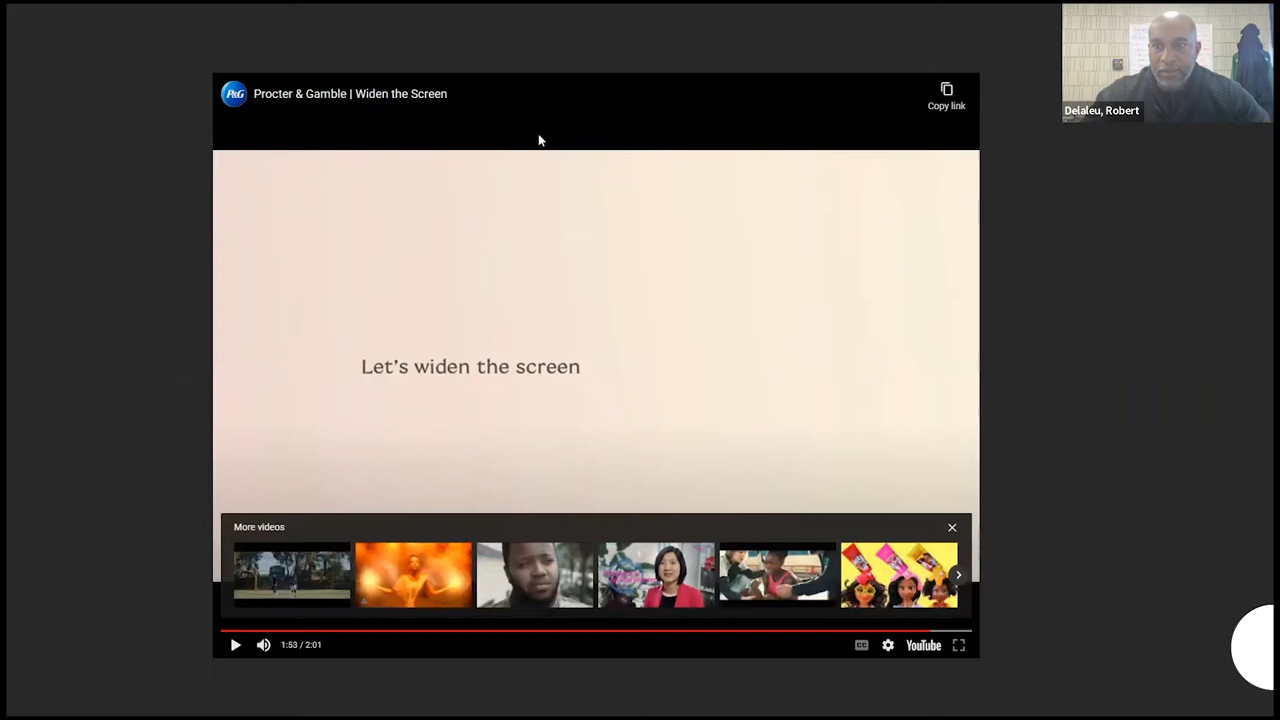 P&G
Procter & Gamble | Widen the Screen
Copy link
Delaleu, Robert
Let's widen the screen
More videos
1:53 / 2:01
CC
YouTube